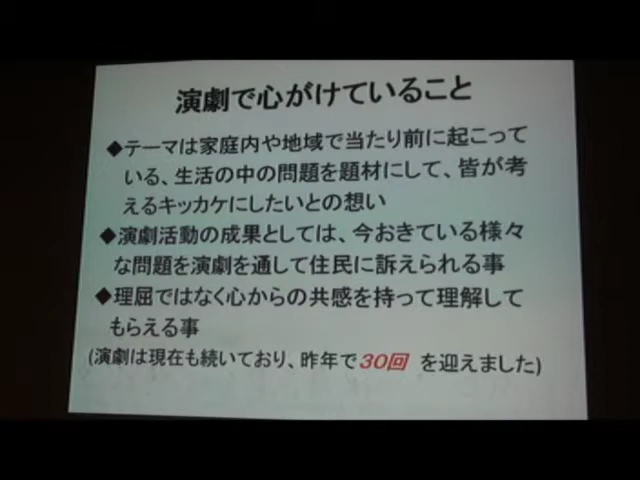 演劇で心がけていること
◆テーマは家庭内や地域で当たり前に起こって
いる、生活の中の問題を題材にして、皆が考
えるキッカケにしたいとの想い
◆演劇活動の成果としては、今おきている様々
な問題を演劇を通して住民に訴えられる事
◆理屈ではなく心からの共感を持って理解して
もらえる事
(演劇は現在も続いており、昨年で30回 を迎えました)